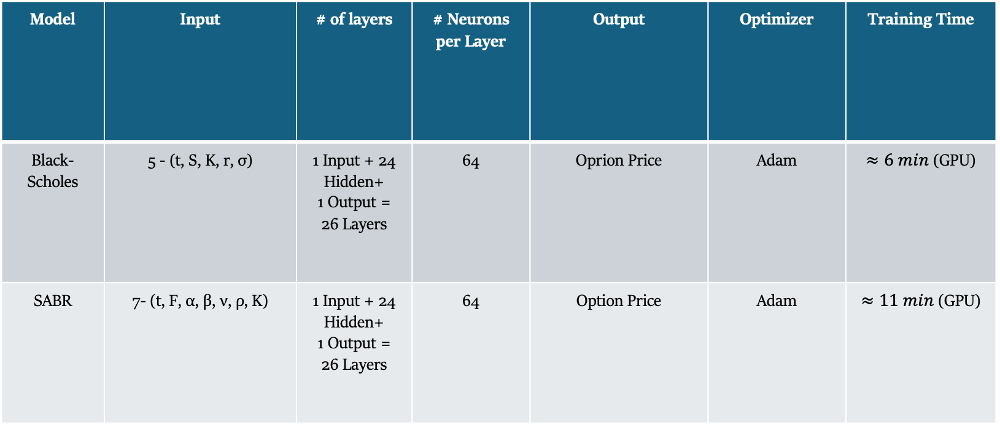 Model Input # of layers # Neurons per Layer Output Optimizer Training Time
Black-
Scholes
5 - (t, S, K, r, σ)
1 Input + 24
Hidden+
1 Output =
26 Layers
64
Oprion Price
Adam
≈ 6 min (GPU)
SABR
7- (t, F, α, β, ν, ρ, K)
1 Input + 24
Hidden+
1 Output =
26 Layers
64
Option Price
Adam
≈ 11 min (GPU)